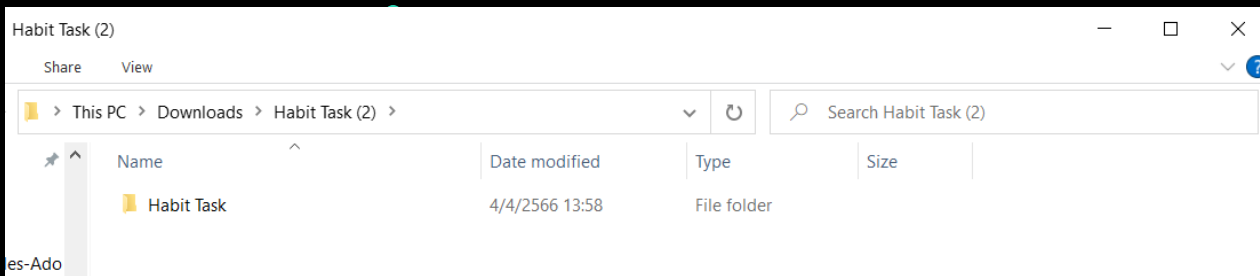 Habit Task (2)
Share View
This PC > Downloads > Habit Task (2) >
Search Habit Task (2)
Name Date modified Type Size
Habit Task 4/4/2566 13:58 File folder
les-Ado